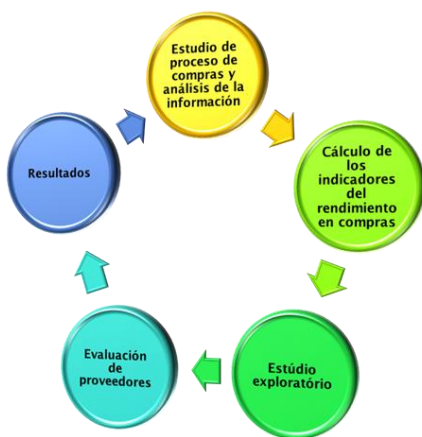 Estudio de
proceso de
compras y
análisis de la
información
Cálculo de
los
indicadores
del
rendimiento
en compras
Estúdio
exploratório
Evaluación
de
proveedores
Resultados